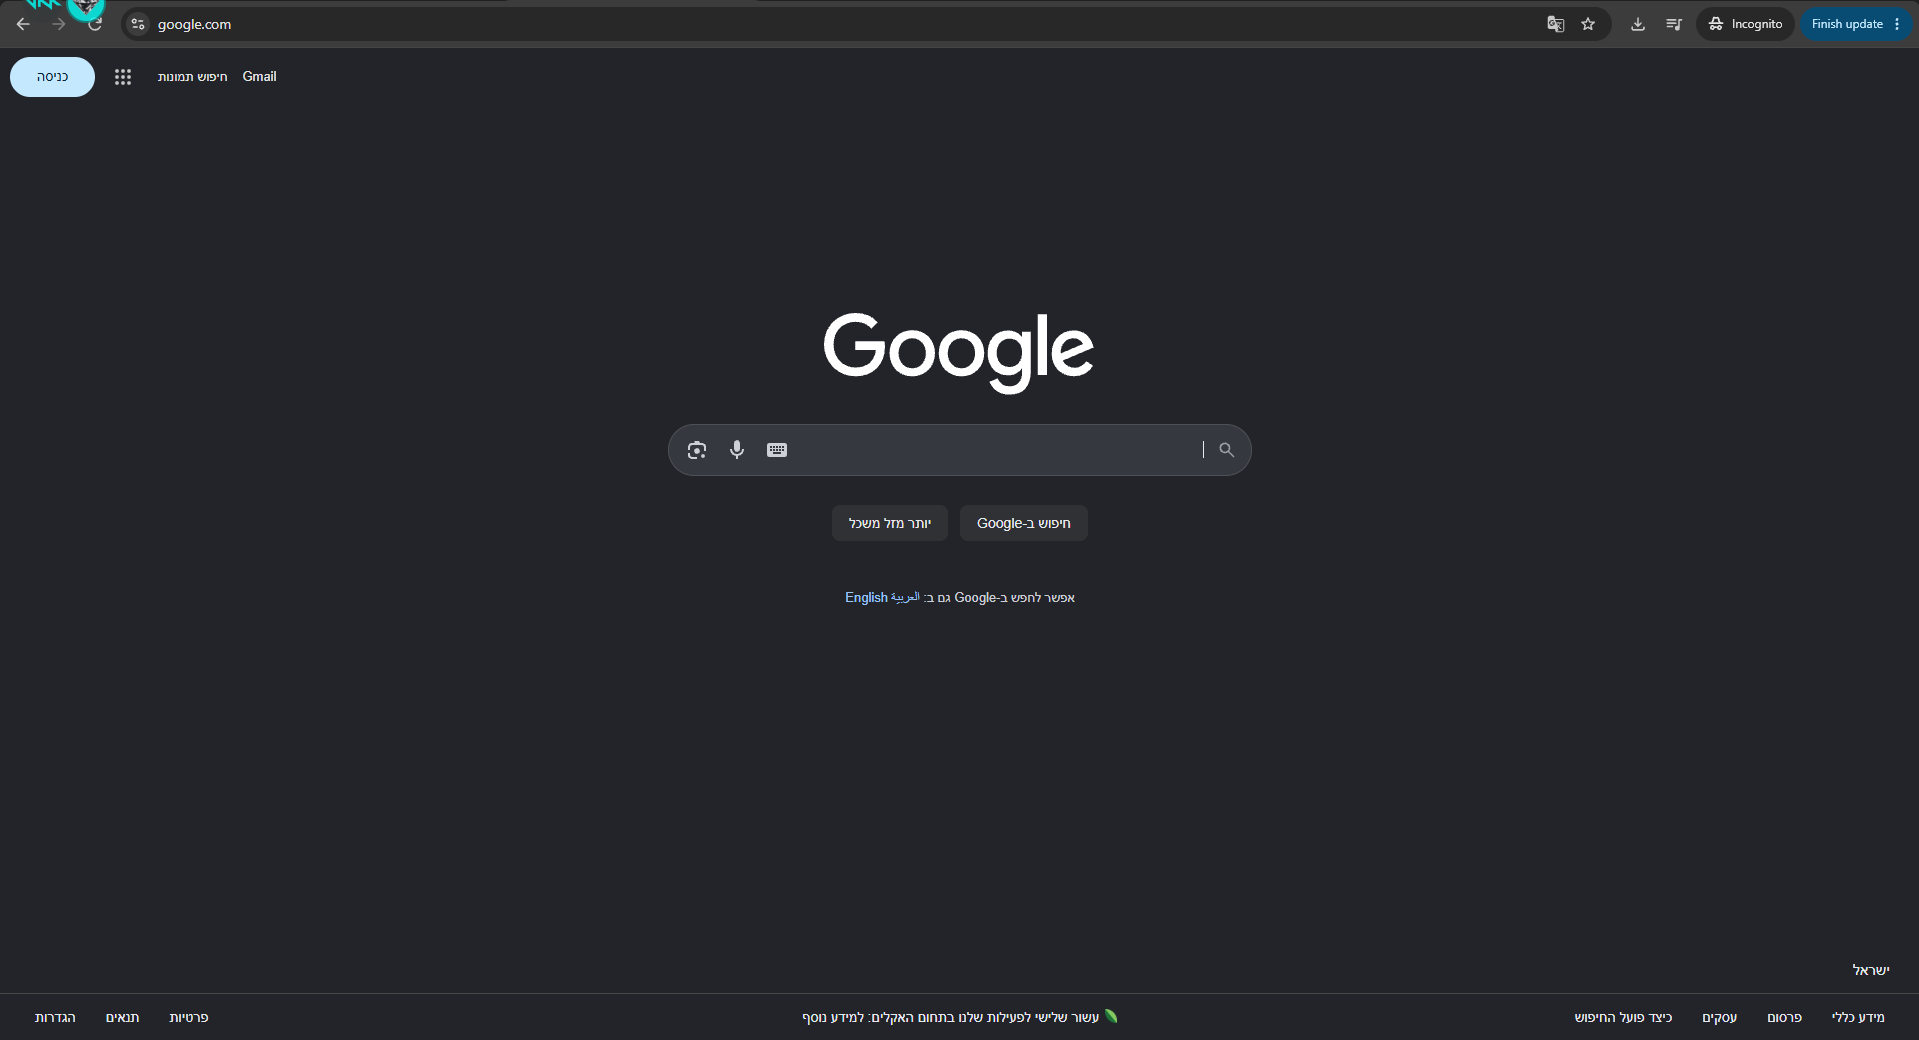 google.com
Incognito
Finish update
כניסה
חיפוש תמונות
Gmail
Google
חיפוש ב-Google
יותר מזל משכל
אפשר לחפש ב-Google גם ב: العربية English
ישראל
מידע כללי
פרסום
עסקים
כיצד פועל החיפוש
עשור שלישי לפעילות שלנו בתחום האקלים: למידע נוסף
פרטיות
תנאים
הגדרות